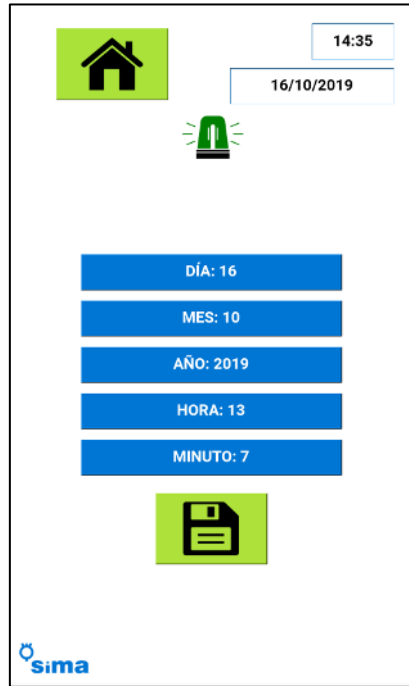 14:35
16/10/2019
DÍA: 16
MES: 10
AÑO: 2019
HORA: 13
MINUTO: 7
sima